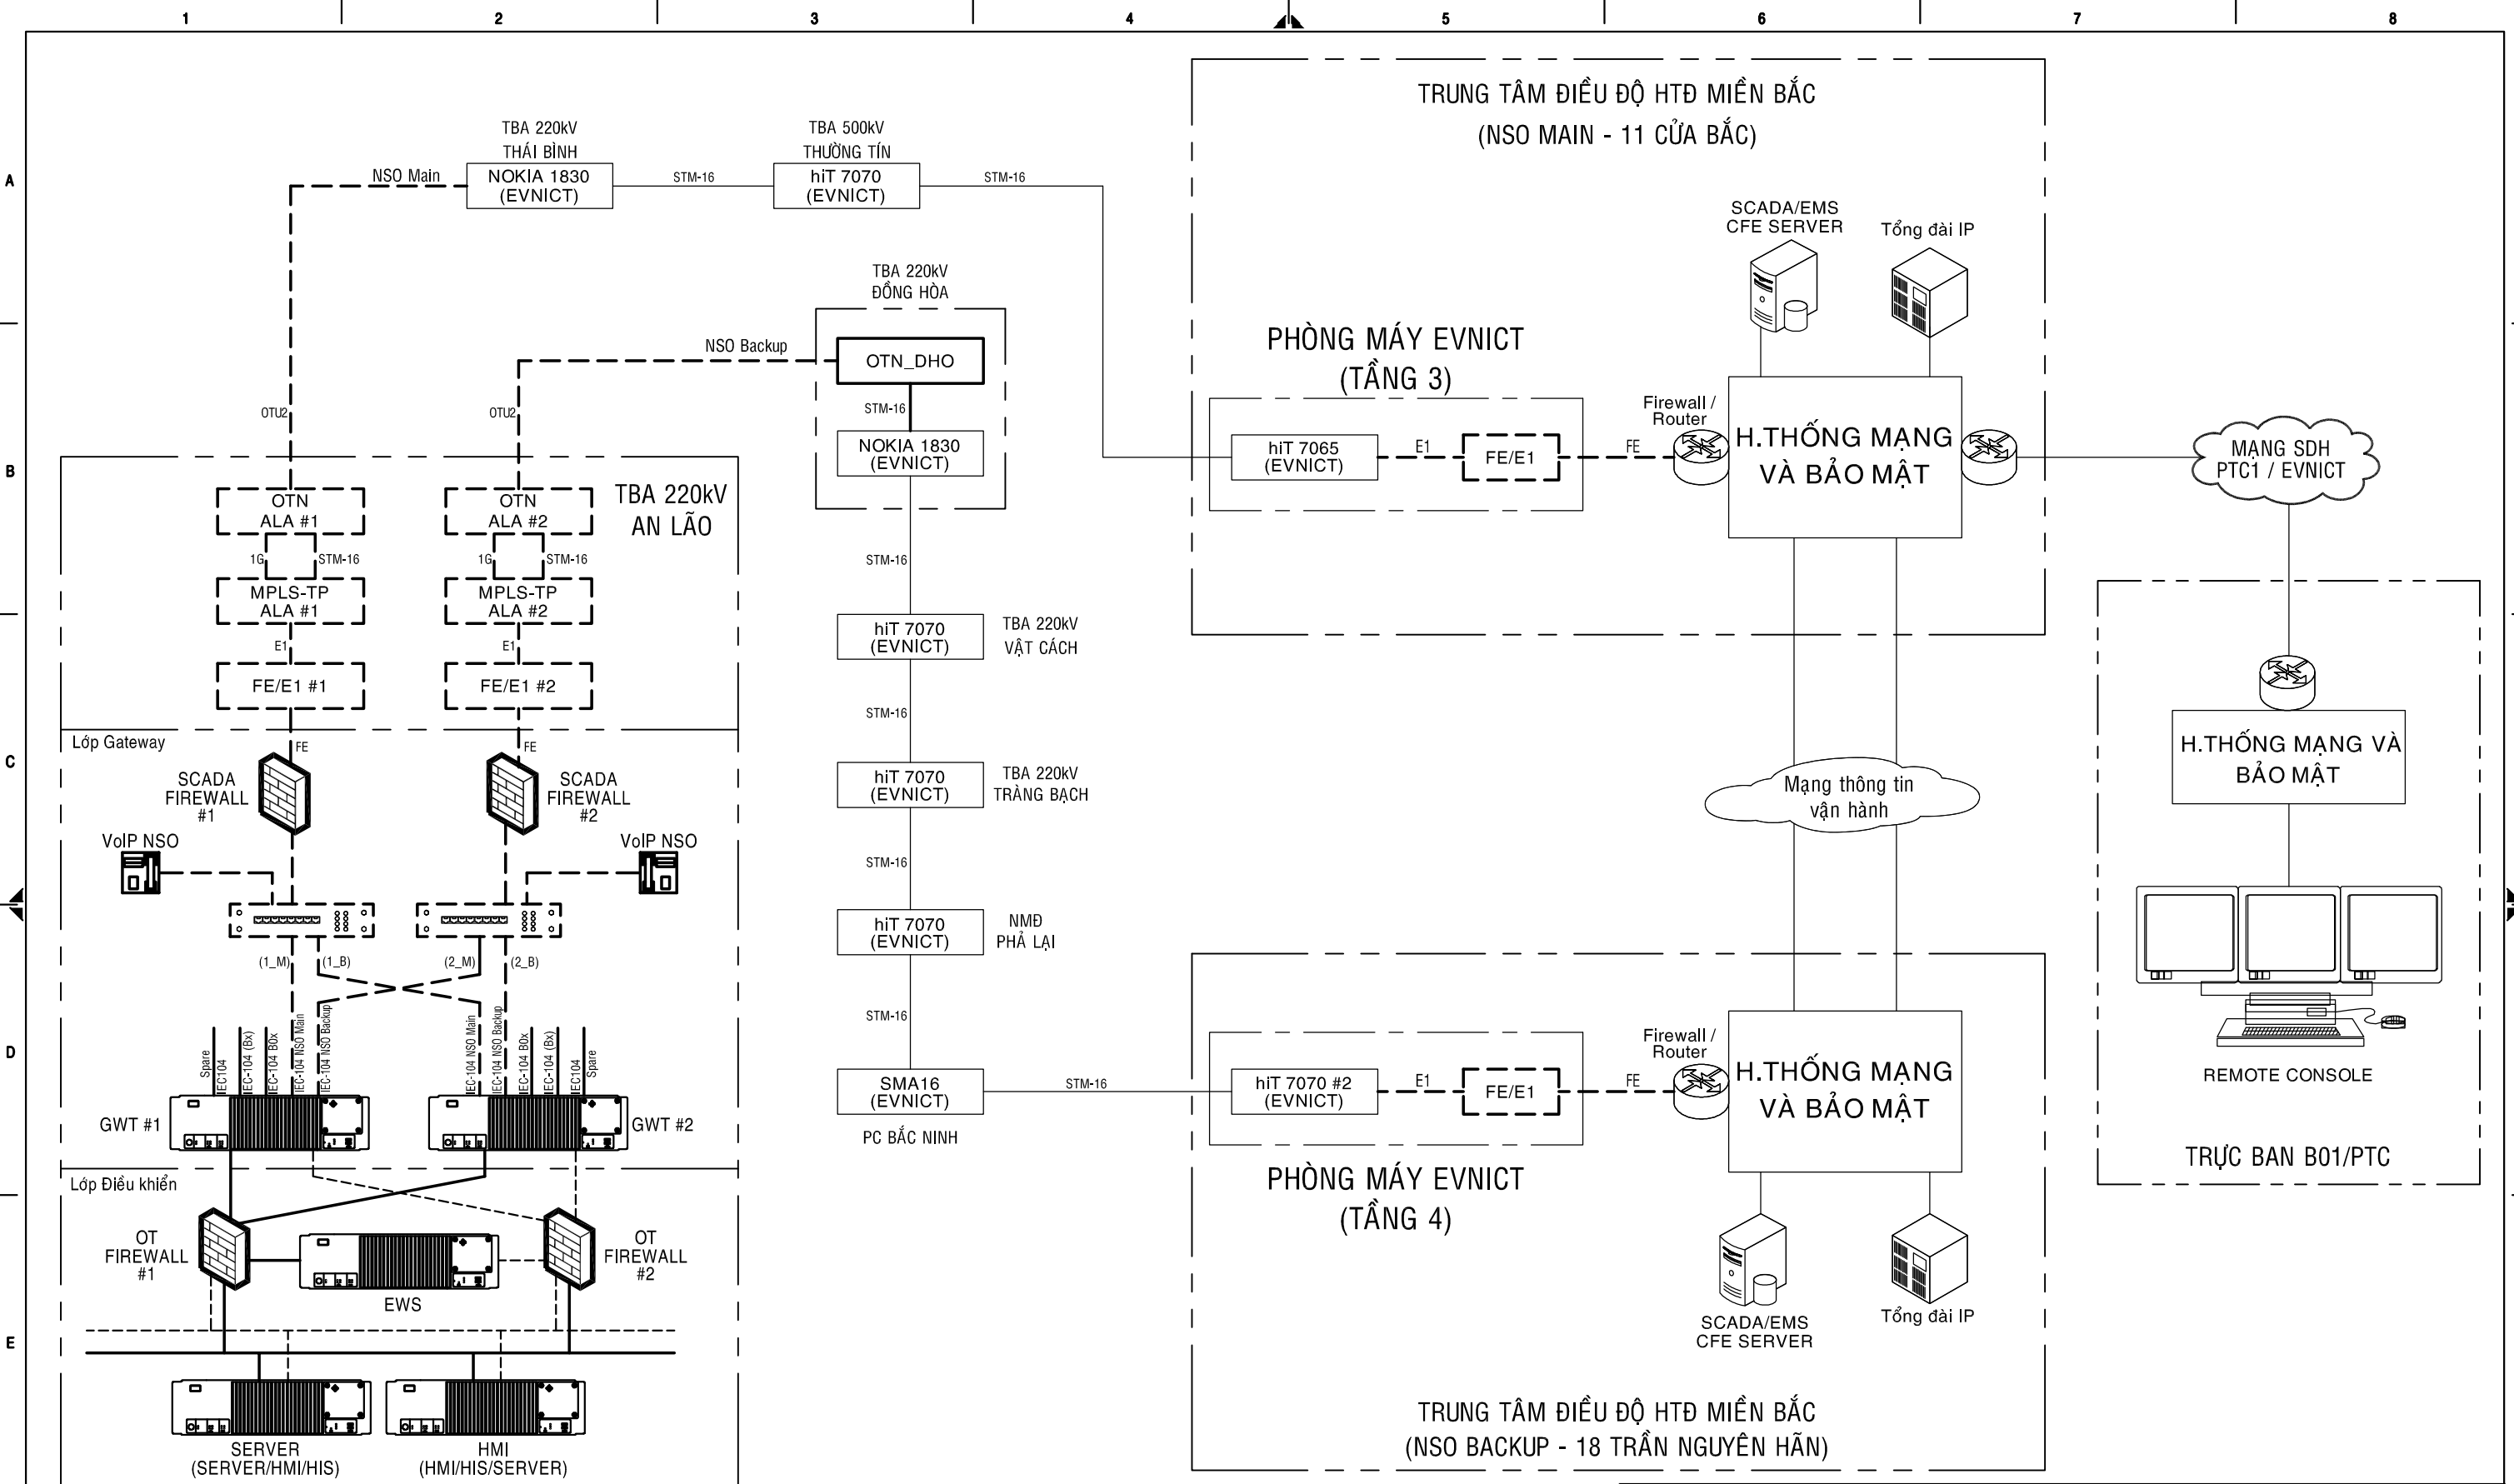 1 2 3 4 5 6 7 8
A
B
C
D
E
TBA 220kV
THÁI BÌNH
NOKIA 1830
(EVNICT)
NSO Main
STM-16
TBA 500kV
THƯỜNG TÍN
hiT 7070
(EVNICT)
STM-16
TBA 220kV
ĐỒNG HÒA
NSO Backup
OTN_DHO
STM-16
NOKIA 1830
(EVNICT)
STM-16
hiT 7070
(EVNICT)
TBA 220kV
VẬT CÁCH
STM-16
hiT 7070
(EVNICT)
TBA 220kV
TRÀNG BẠCH
STM-16
hiT 7070
(EVNICT)
NMĐ
PHẢ LẠI
STM-16
SMA16
(EVNICT)
PC BẮC NINH
STM-16
OTU2
OTU2
TBA 220kV
AN LÃO
OTN
ALA #1
1G
STM-16
MPLS-TP
ALA #1
E1
FE/E1 #1
FE
OTN
ALA #2
1G
STM-16
MPLS-TP
ALA #2
E1
FE/E1 #2
FE
Lớp Gateway
SCADA
FIREWALL
#1
SCADA
FIREWALL
#2
VoIP NSO
VoIP NSO
(1_M)
(1_B)
(2_M)
(2_B)
Spare
IEC104
IEC-104 (Bx)
IEC-104 B0x
IEC-104 NSO Main
IEC-104 NSO Backup
IEC-104 NSO Main
IEC-104 NSO Backup
IEC-104 B0x
IEC-104 (Bx)
IEC104
Spare
GWT #1
GWT #2
Lớp Điều khiển
OT
FIREWALL
#1
EWS
OT
FIREWALL
#2
SERVER
(SERVER/HMI/HIS)
HMI
(HMI/HIS/SERVER)
TRUNG TÂM ĐIỀU ĐỘ HTĐ MIỀN BẮC
(NSO MAIN - 11 CỬA BẮC)
SCADA/EMS
CFE SERVER
Tổng đài IP
PHÒNG MÁY EVNICT
(TẦNG 3)
hiT 7065
(EVNICT)
E1
FE/E1
FE
Firewall /
Router
H.THỐNG MẠNG
VÀ BẢO MẬT
MẠNG SDH
PTC1 / EVNICT
Mạng thông tin
vận hành
H.THỐNG MẠNG VÀ
BẢO MẬT
REMOTE CONSOLE
TRỰC BAN B01/PTC
hiT 7070 #2
(EVNICT)
E1
FE/E1
FE
Firewall /
Router
H.THỐNG MẠNG
VÀ BẢO MẬT
PHÒNG MÁY EVNICT
(TẦNG 4)
SCADA/EMS
CFE SERVER
Tổng đài IP
TRUNG TÂM ĐIỀU ĐỘ HTĐ MIỀN BẮC
(NSO BACKUP - 18 TRẦN NGUYÊN HÃN)